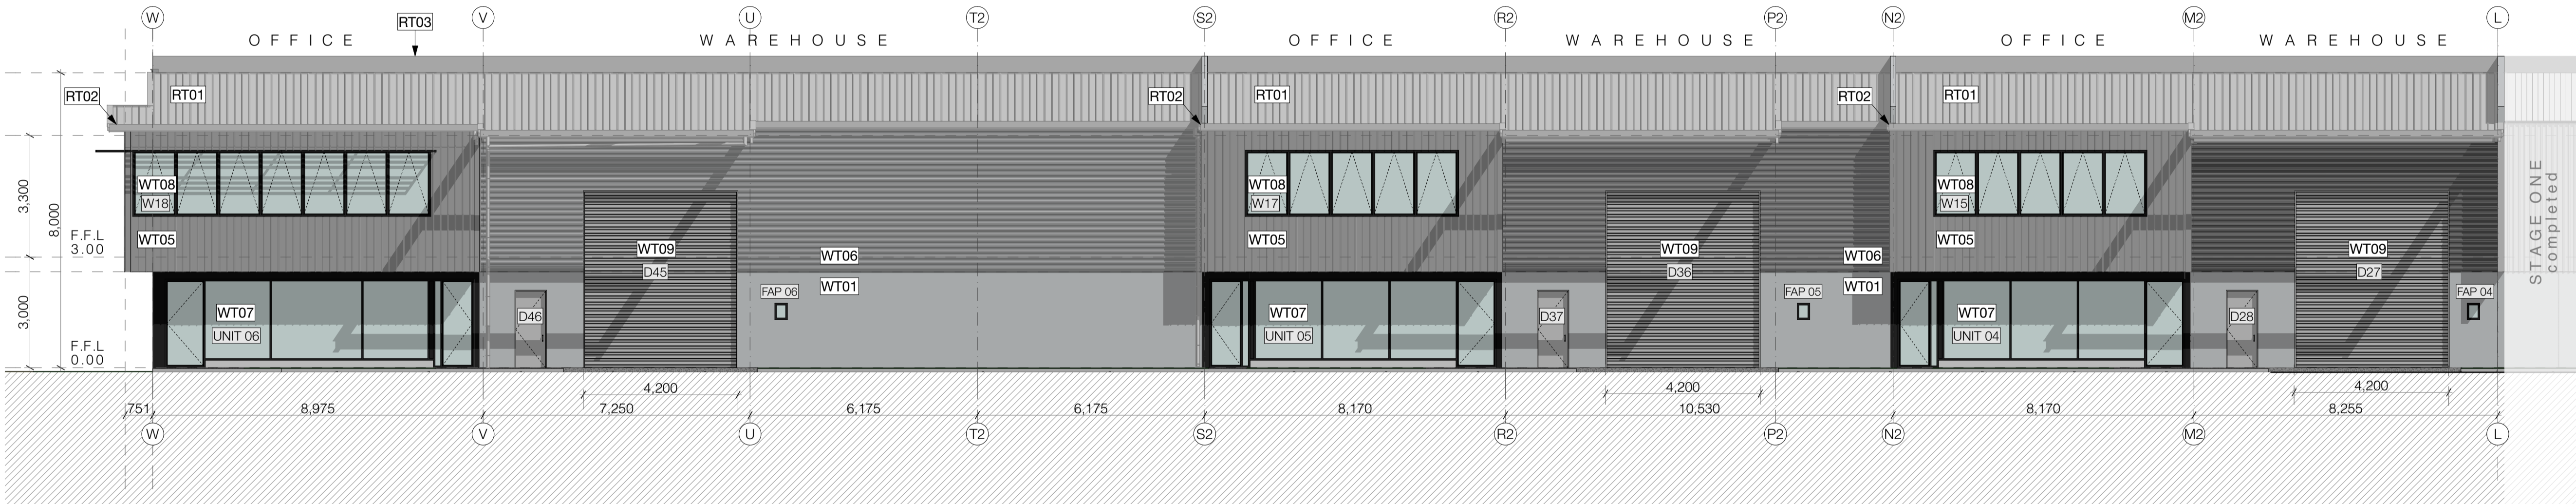 W V U T2 S2 R2 P2 N2 M2 L
RT03
OFFICE WAREHOUSE OFFICE WAREHOUSE OFFICE WAREHOUSE
RT02 RT01 RT02 RT01 RT02 RT01
WT08 WT08 WT08
W18 W17 W15
WT05 WT05 WT05
WT09 WT06 WT09 WT06 WT09
D45 D36 D27
WT01 WT01
FAP 06 FAP 05 FAP 04
WT07 D46 WT07 D37 WT07 D28
UNIT 06 UNIT 05 UNIT 04
3,300
8,000
3,000
F.F.L
3.00
F.F.L
0.00
STAGE ONE
completed
4,200 4,200 4,200
751 8,975 7,250 6,175 6,175 8,170 10,530 8,170 8,255
W V U T2 S2 R2 P2 N2 M2 L